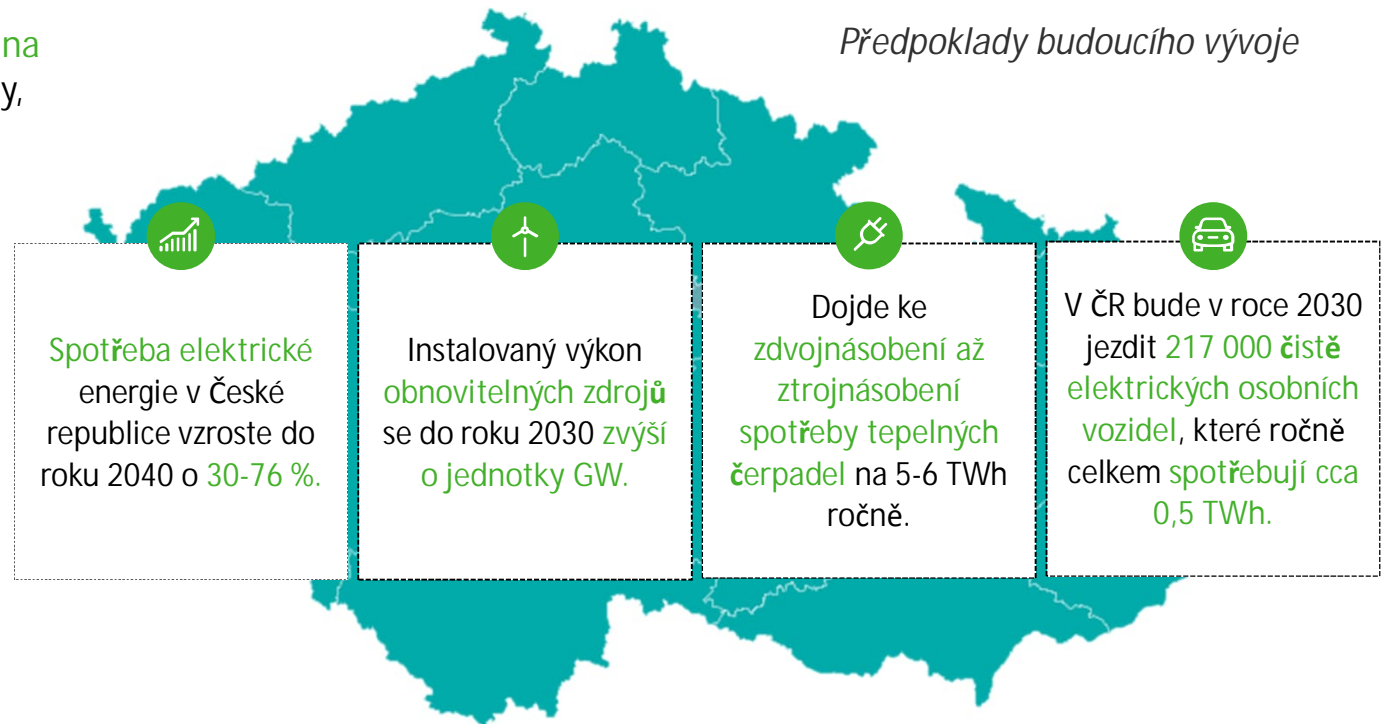 na
y,
Předpoklady budoucího vývoje
Spotřeba elektrické
energie v České
republice vzroste do
roku 2040 o 30-76 %.
Instalovaný výkon
obnovitelných zdrojů
se do roku 2030 zvýší
o jednotky GW.
Dojde ke
zdvojnásobení až
ztrojnásobení
spotřeby tepelných
čerpadel na 5-6 TWh
ročně.
V ČR bude v roce 2030
jezdit 217 000 čistě
elektrických osobních
vozidel, které ročně
celkem spotřebují cca
0,5 TWh.